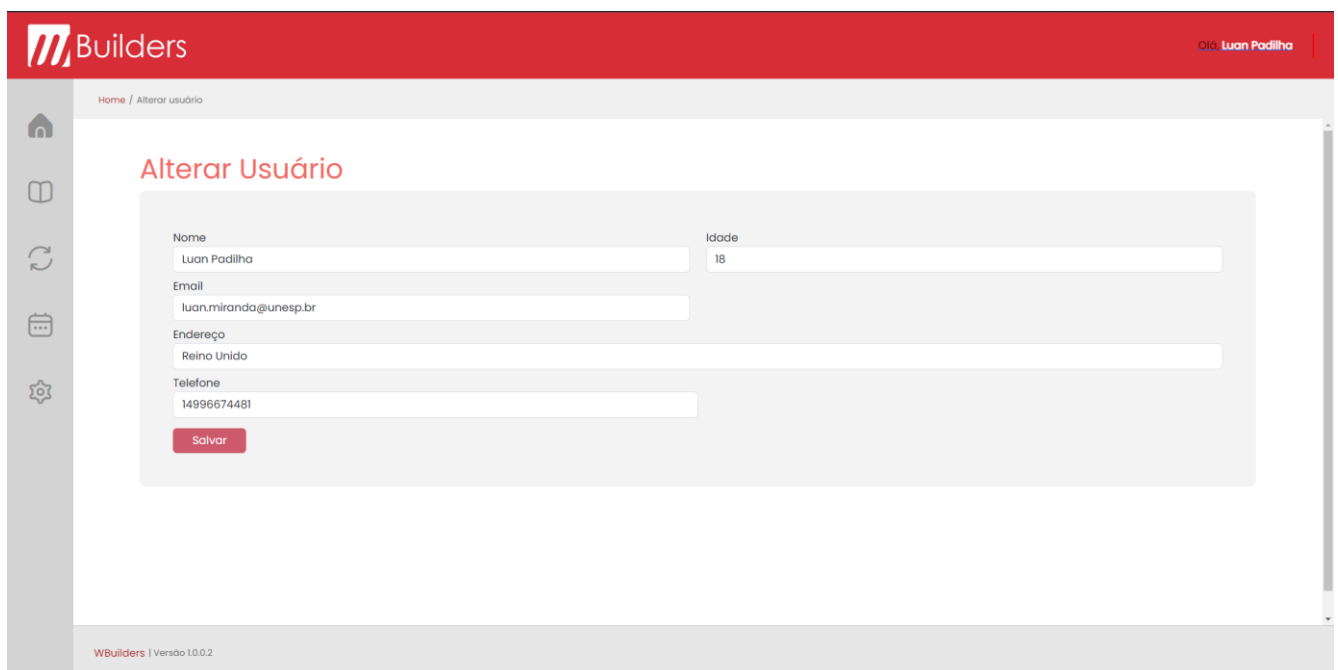 Builders
Olá, Luan Padilha
Home / Alterar usuário
Alterar Usuário
Nome
Idade
Luan Padilha
18
Email
luan.miranda@unesp.br
Endereço
Reino Unido
Telefone
14996674481
Salvar
WBuilders | Versão 1.0.0.2